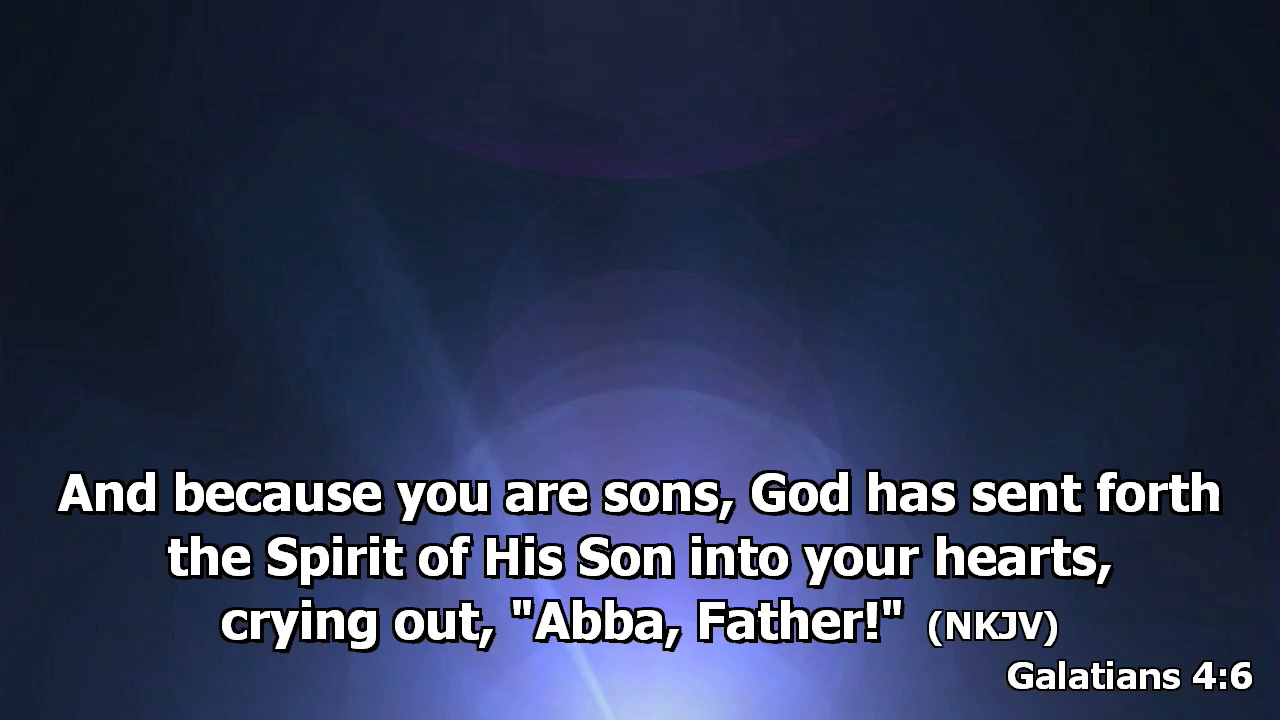 And because you are sons, God has sent forth
the Spirit of His Son into your hearts,
crying out, "Abba, Father!" (NKJV)
Galatians 4:6